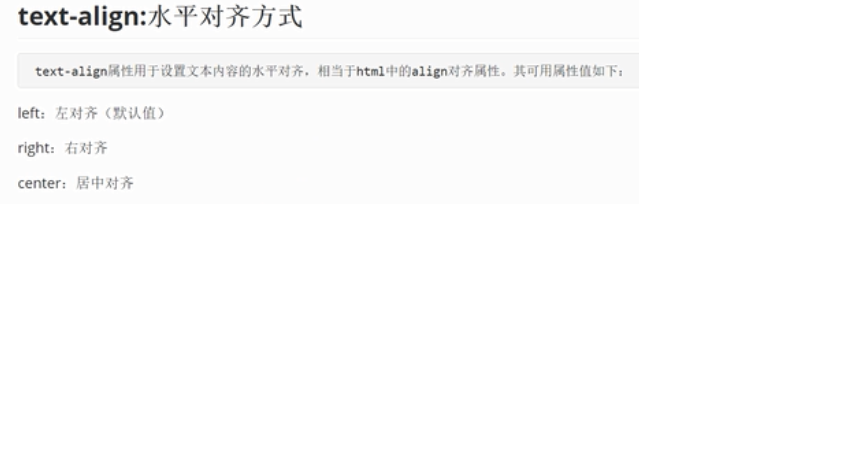 text-align:水平对齐方式
text-align属性用于设置文本内容的水平对齐，相当于html中的align对齐属性。其可用属性值如下：
left：左对齐（默认值）
right：右对齐
center：居中对齐